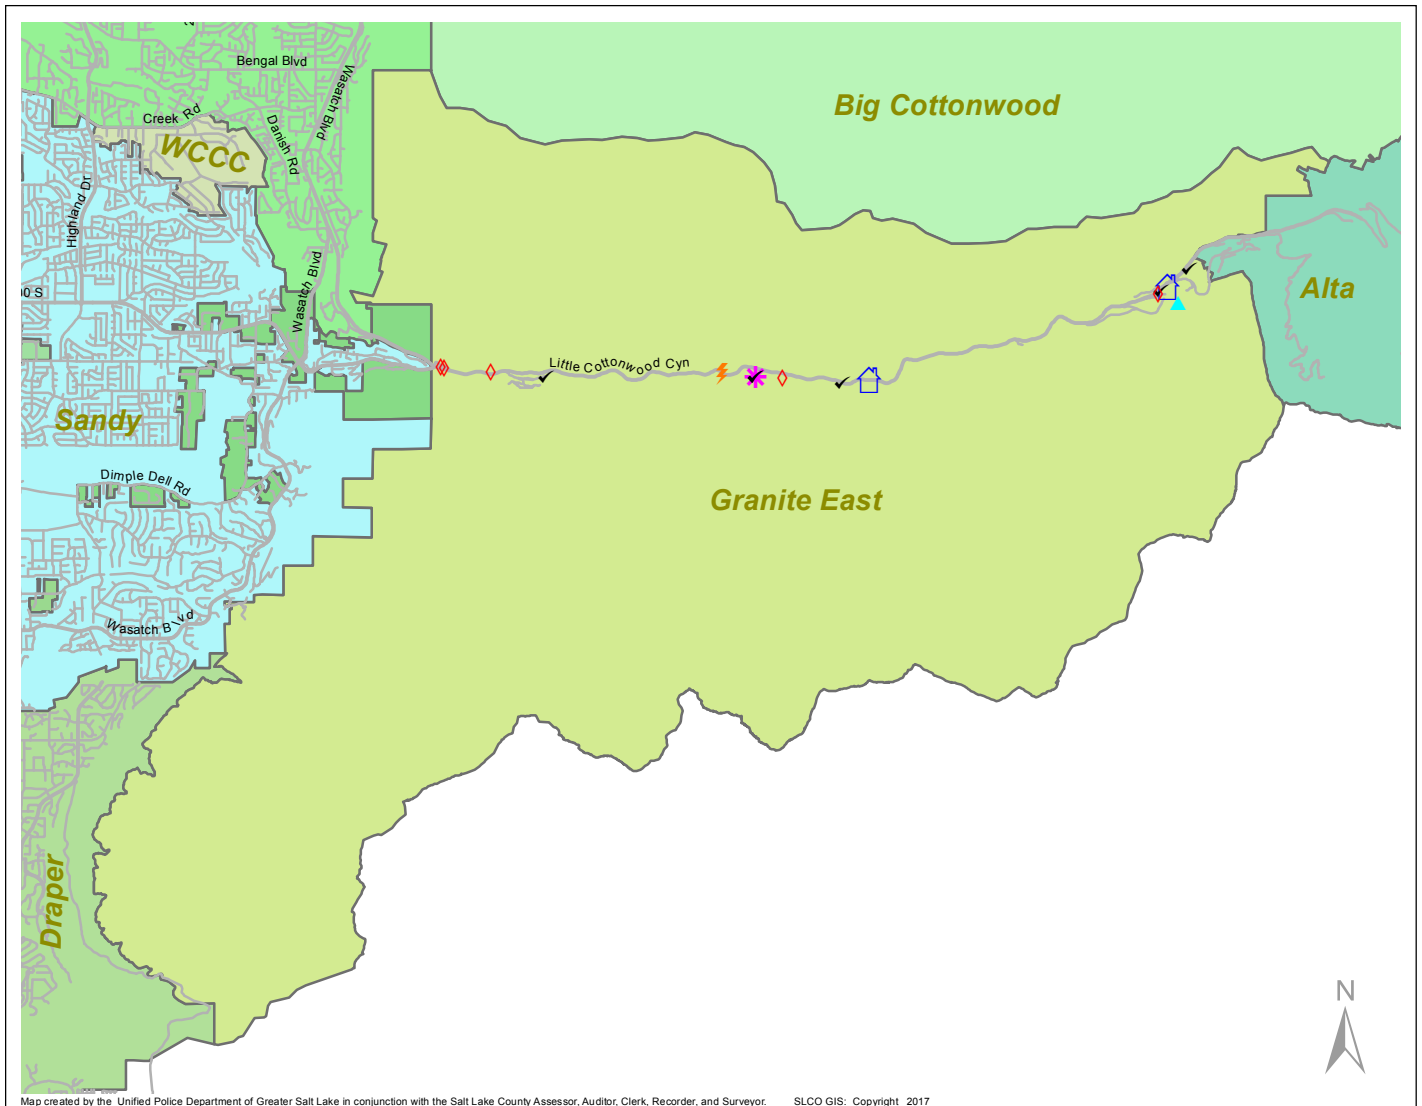 Bengal Blvd
Wasatch Blvd
Big Cottonwood
Creek Rd
Danish Rd
WCCC
Highland Dr
Wasatch Blvd
00 S
Alta
Little Cottonwood Cyn
Sandy
Dimple Dell Rd
Granite East
Wasatch Blvd
Draper
N
Map created by the Unified Police Department of Greater Salt Lake in conjunction with the Salt Lake County Assessor, Auditor, Clerk, Recorder, and Surveyor. SLCO GIS: Copyright 2017